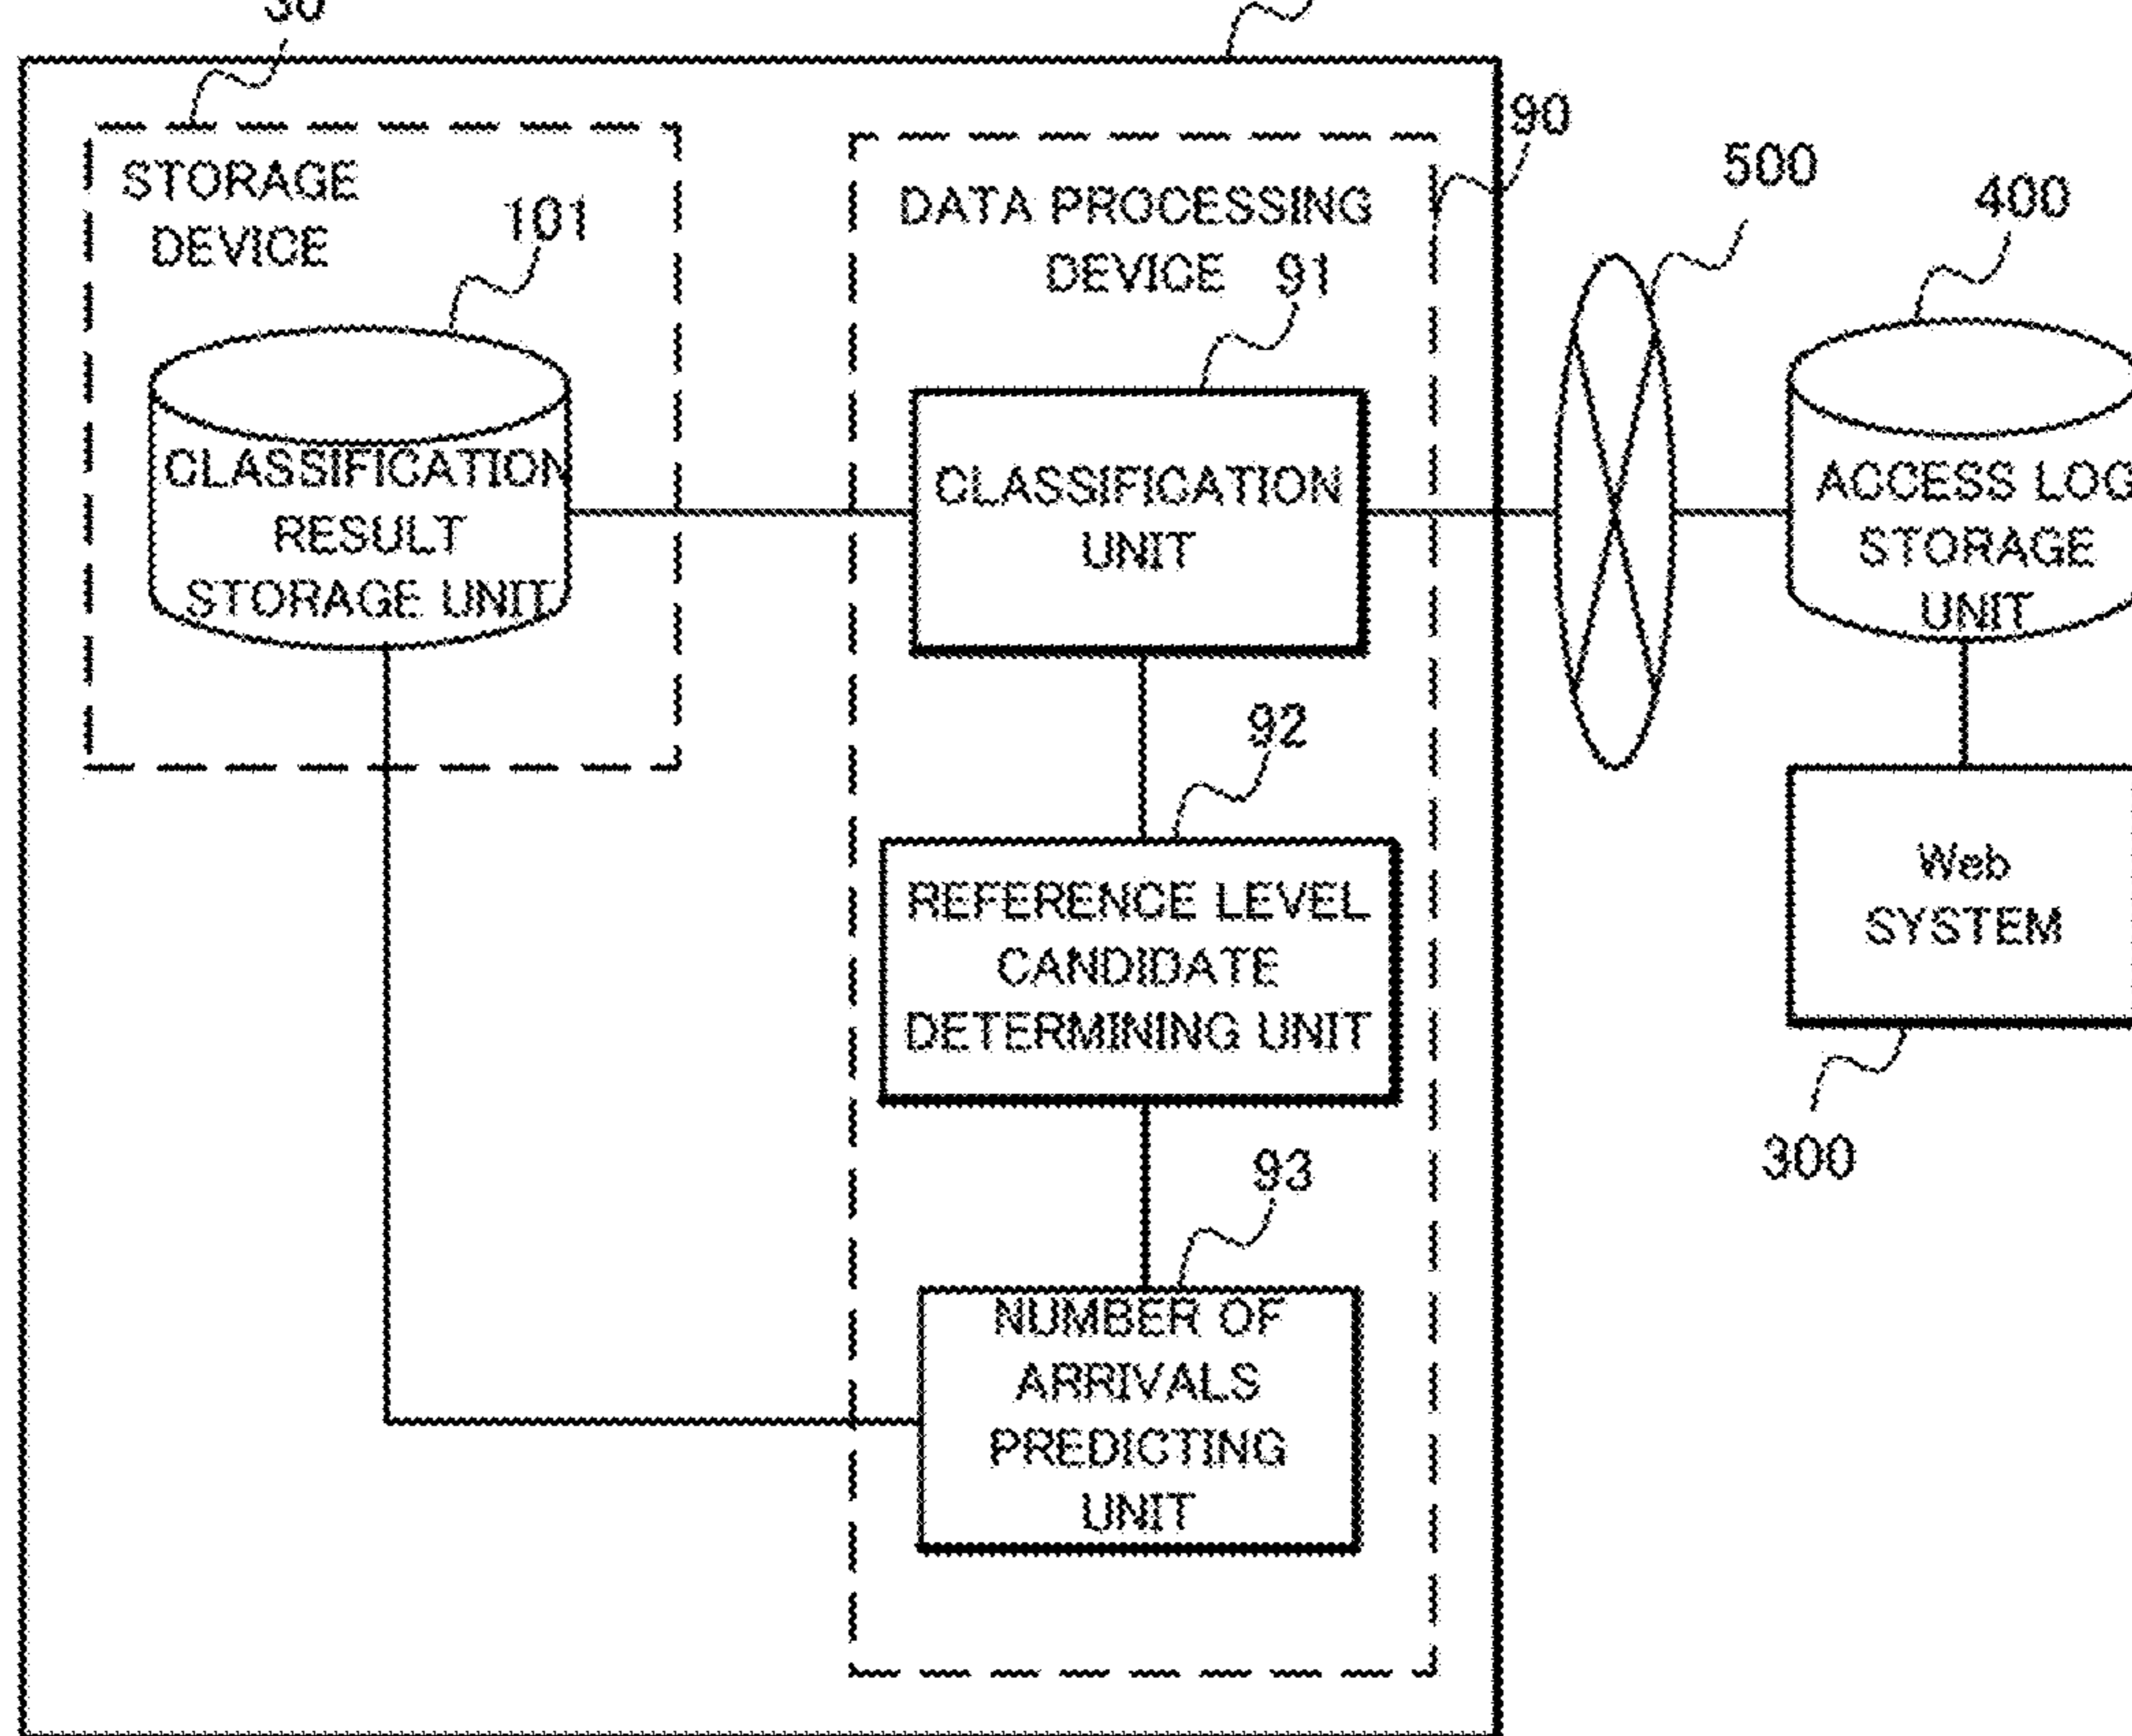 90
500
400
STORAGE
DEVICE
101
DATA PROCESSING
DEVICE
91
CLASSIFICATION
RESULT
STORAGE UNIT
CLASSIFICATION
UNIT
ACCESS LOG
STORAGE
UNIT
92
REFERENCE LEVEL
CANDIDATE
DETERMINING UNIT
Web
SYSTEM
300
93
NUMBER OF
ARRIVALS
PREDICTING
UNIT